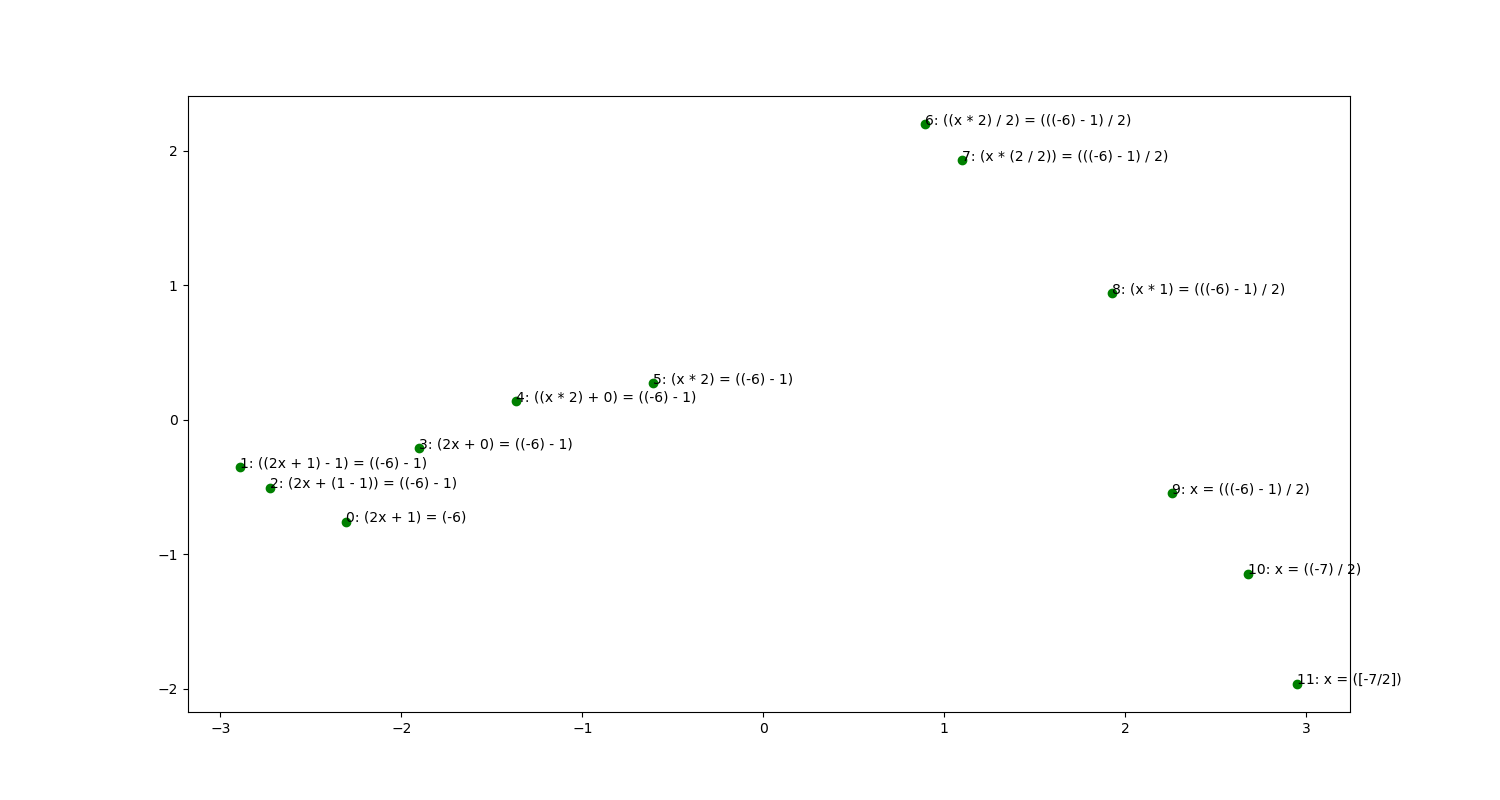 6: ((x * 2) / 2) = (((-6) - 1) / 2)
2
7: (x * (2 / 2)) = (((-6) - 1) / 2)
1
8: (x * 1) = (((-6) - 1) / 2)
5: (x * 2) = ((-6) - 1)
4: ((x * 2) + 0) = ((-6) - 1)
0
3: (2x + 0) = ((-6) - 1)
1: ((2x + 1) - 1) = ((-6) - 1)
2: (2x + (1 - 1)) = ((-6) - 1)
9: x = (((-6) - 1) / 2)
0: (2x + 1) = (-6)
−1
10: x = ((-7) / 2)
11: x = ([-7/2])
−2
−3 −2 −1 0 1 2 3